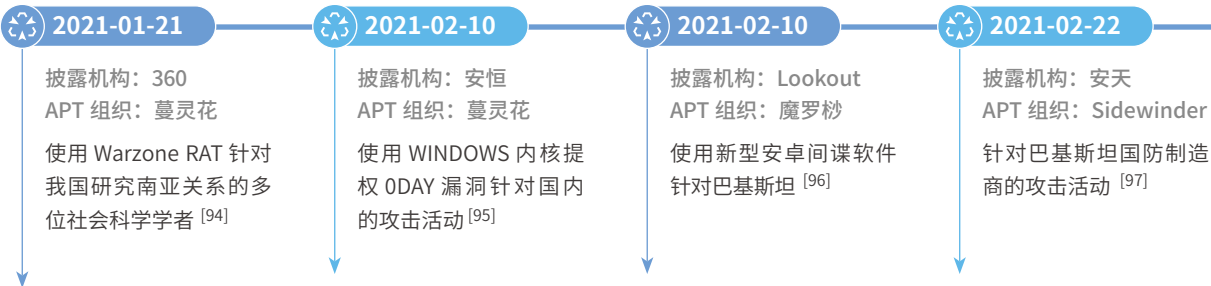 2021-01-21
披露机构：360
APT 组织：蔓灵花
使用 Warzone RAT 针对
我国研究南亚关系的多
位社会科学学者 [94]
2021-02-10
披露机构：安恒
APT 组织：蔓灵花
使用 WINDOWS 内核提
权 0DAY 漏洞针对国内
的攻击活动 [95]
2021-02-10
披露机构：Lookout
APT 组织：魔罗桫
使用新型安卓间谍软件
针对巴基斯坦 [96]
2021-02-22
披露机构：安天
APT 组织：Sidewinder
针对巴基斯坦国防制造
商的攻击活动 [97]